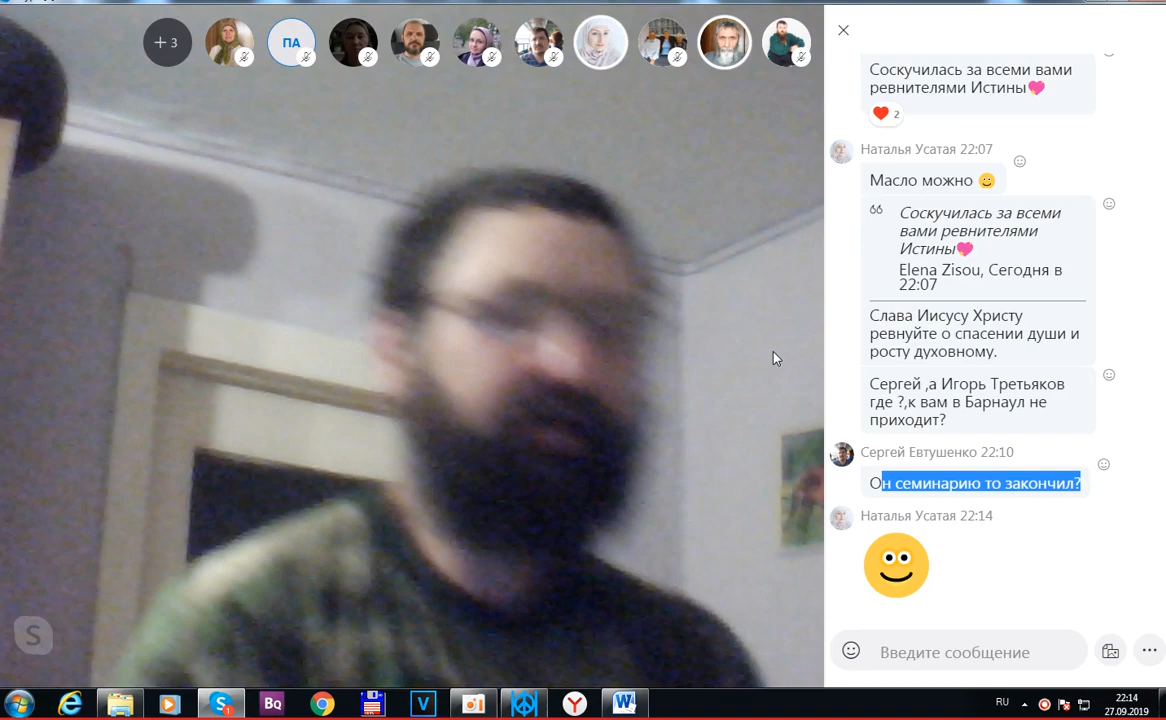 + 3
ПА
Соскучилась за всеми вами
ревнителями Истины
2
Наталья Усатая 22:07
Масло можно
Соскучилась за всеми
вами ревнителями
Истины
Elena Zisou, Сегодня в
22:07
Слава Иисусу Христу
ревнуйте о спасении души и
росту духовному.
Сергей ,а Игорь Третьяков
где ?,к вам в Барнаул не
приходит?
Сергей Евтушенко 22:10
Он семинарию то закончил?
Наталья Усатая 22:14
Введите сообщение
S
1
Bq
V
W
RU
22:14
27.09.2019